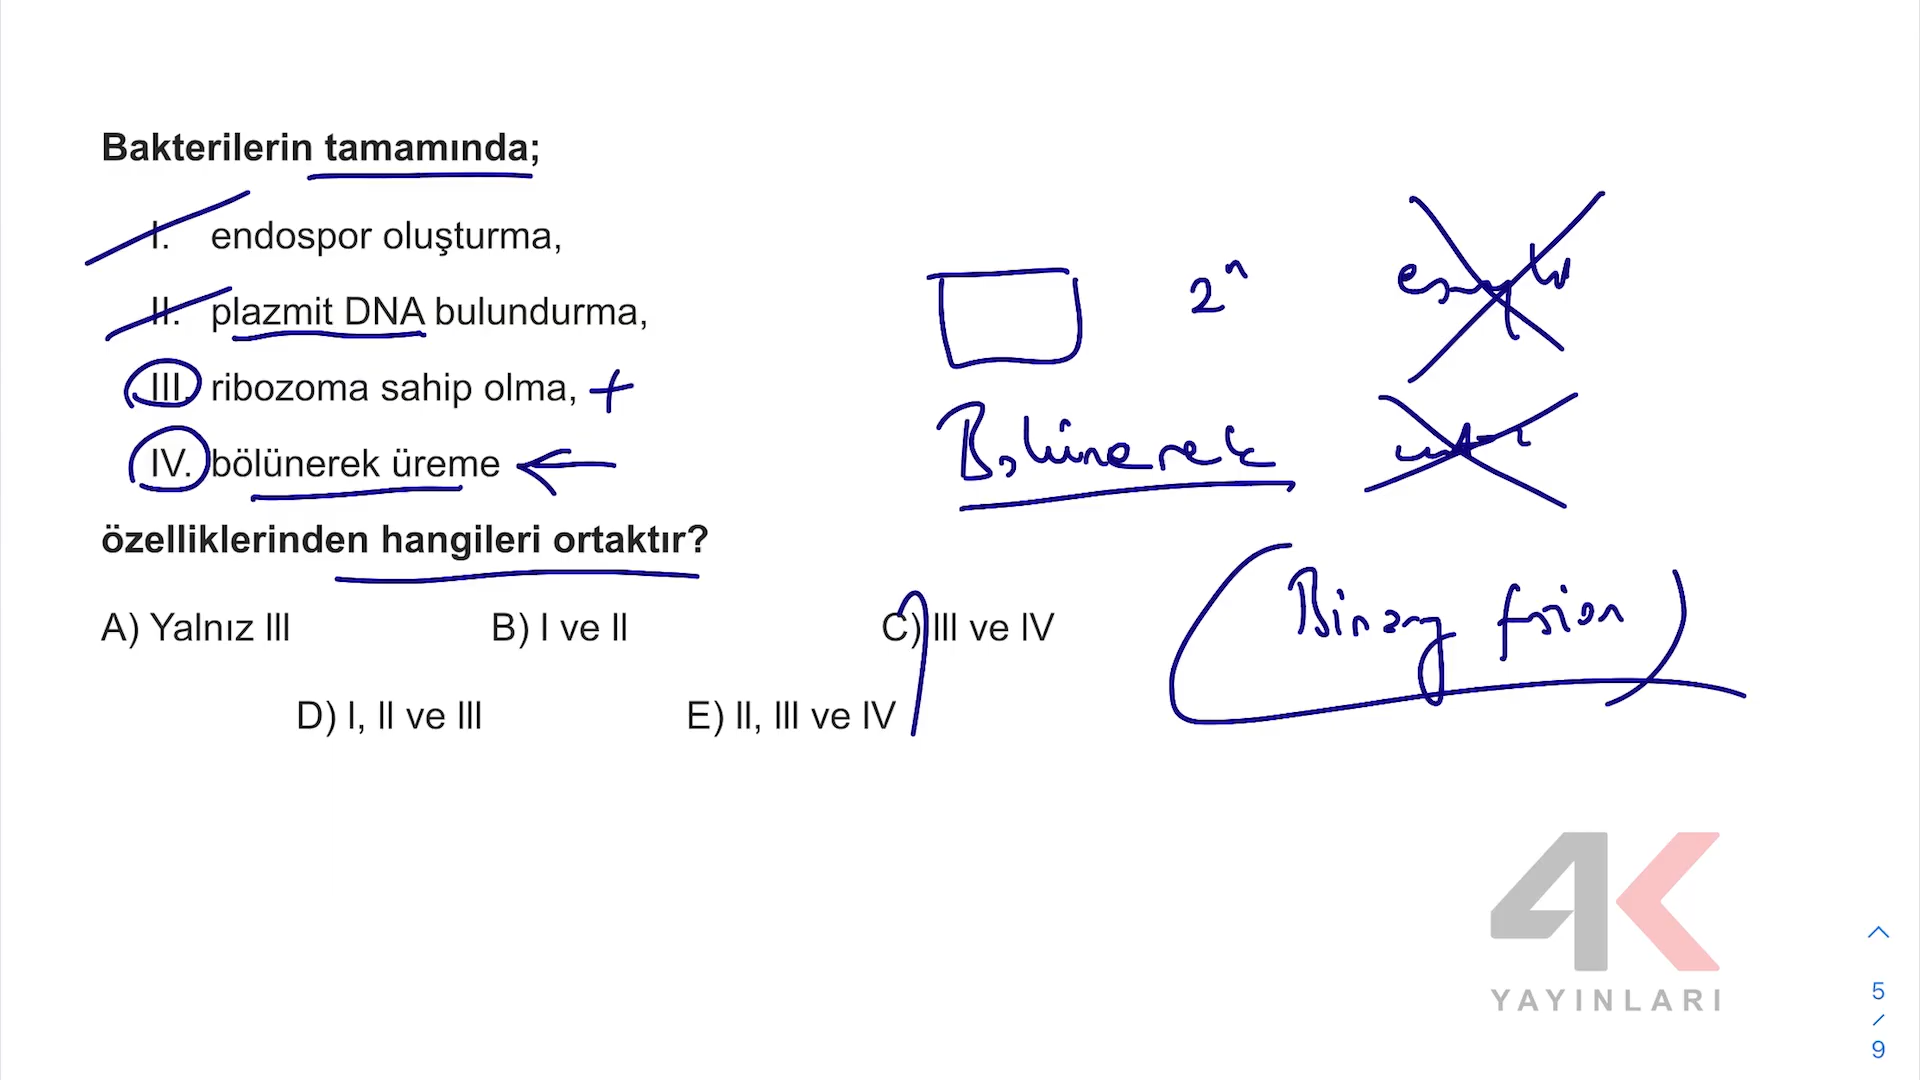 Bakterilerin tamamında;
I. endospor oluşturma,
II. plazmit DNA bulundurma,
III. ribozoma sahip olma, +
IV. bölünerek üreme
özelliklerinden hangileri ortaktır?
A) Yalnız III
B) I ve II
C) III ve IV
D) I, II ve III
E) II, III ve IV
2ⁿ
Bölünerek
Binary fision
4K
YAYINLARI
5
/
9